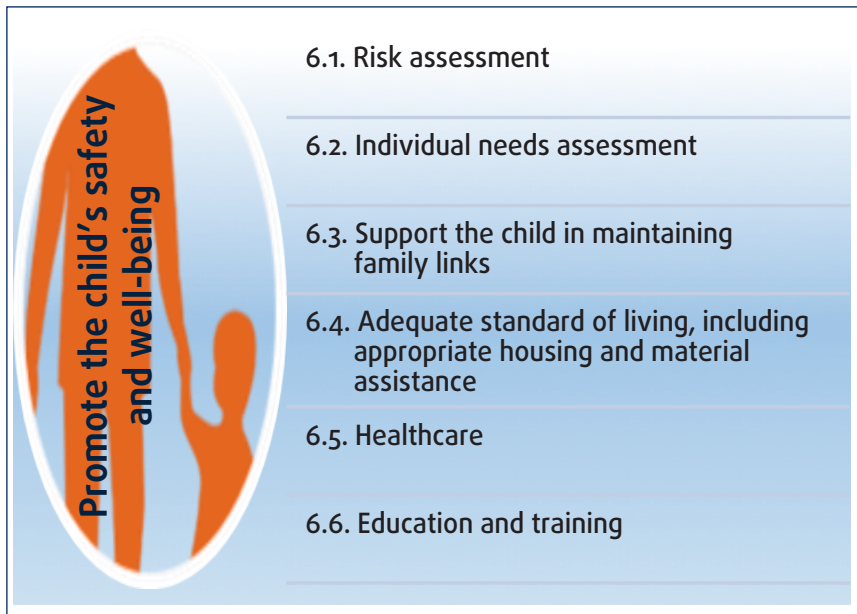 Promote the child's safety
and well-being
6.1. Risk assessment
6.2. Individual needs assessment
6.3. Support the child in maintaining
family links
6.4. Adequate standard of living, including
appropriate housing and material
assistance
6.5. Healthcare
6.6. Education and training